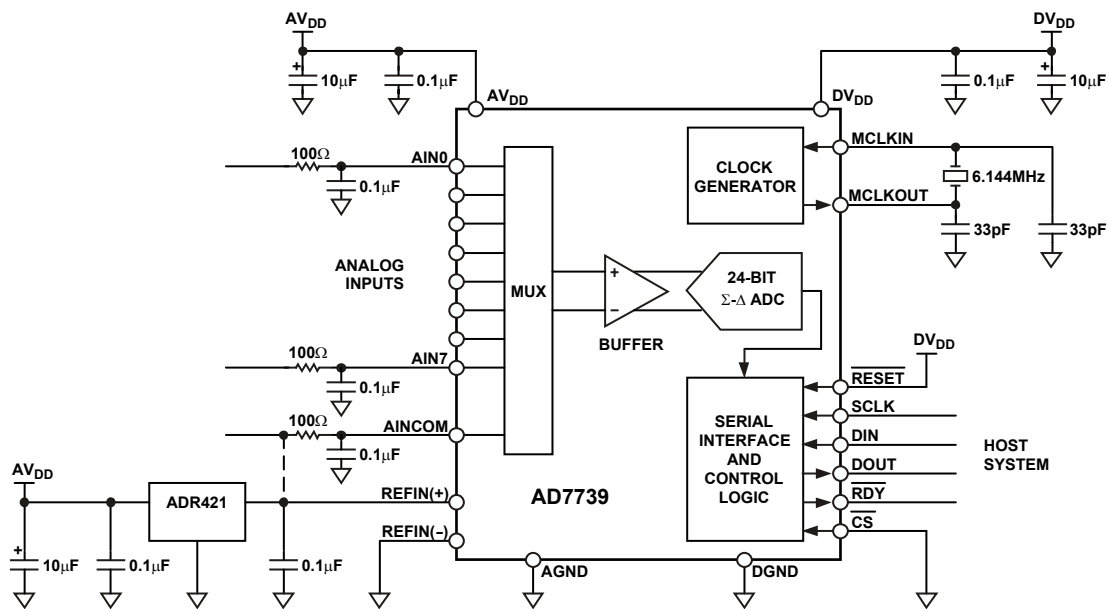 AVDD
DVDD
10µF
0.1µF
0.1µF
10µF
AVDD
DVDD
100Ω
AIN0
0.1µF
CLOCK
GENERATOR
MCLKIN
6.144MHz
MCLKOUT
33pF
33pF
ANALOG
INPUTS
MUX
+
–
BUFFER
24-BIT
Σ-Δ ADC
100Ω
AIN7
0.1µF
100Ω
AINCOM
0.1µF
DVDD
RESET
SCLK
DIN
DOUT
RDY
CS
HOST
SYSTEM
SERIAL
INTERFACE
AND
CONTROL
LOGIC
AVDD
ADR421
REFIN(+)
REFIN(–)
AD7739
+
10µF
0.1µF
0.1µF
AGND
DGND
+
+